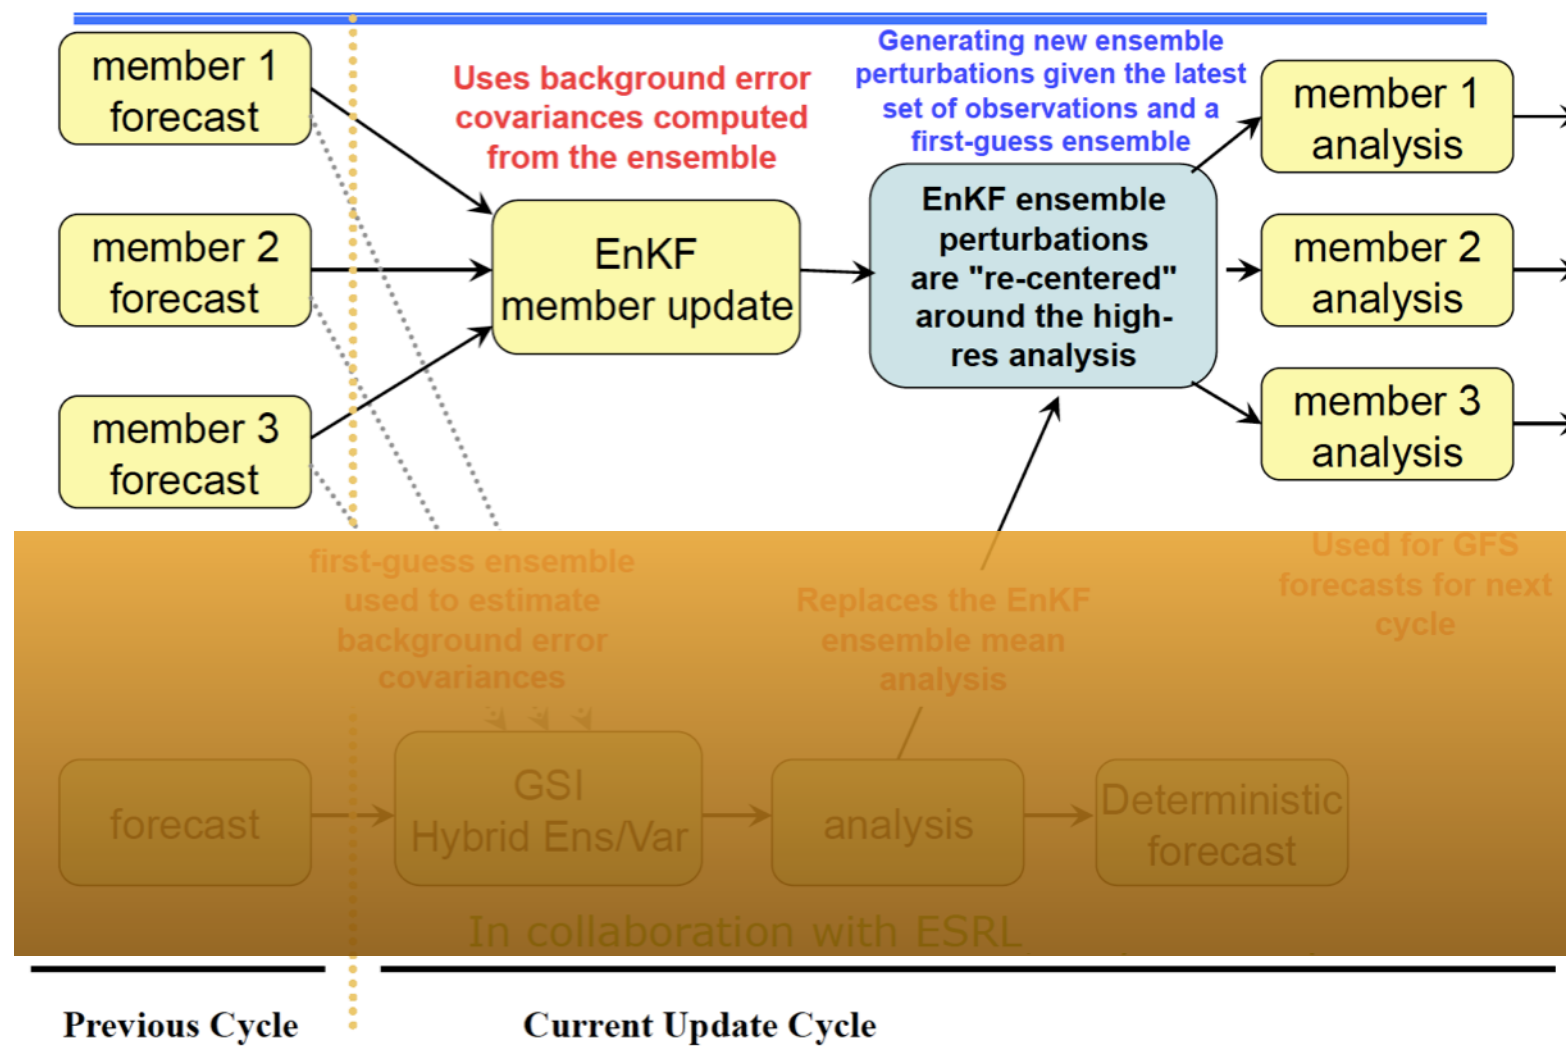 member 1
forecast
Uses background error
covariances computed
from the ensemble
Generating new ensemble
perturbations given the latest
set of observations and a
first-guess ensemble
member 1
analysis
member 2
forecast
EnKF
member update
EnKF ensemble
perturbations
are "re-centered"
around the high-
res analysis
member 2
analysis
member 3
forecast
member 3
analysis
first-guess ensemble
used to estimate
background error
covariances
Replaces the EnKF
ensemble mean
analysis
Used for GFS
forecasts for next
cycle
forecast
GSI
Hybrid Ens/Var
analysis
Deterministic
forecast
In collaboration with ESRL
Previous Cycle
Current Update Cycle